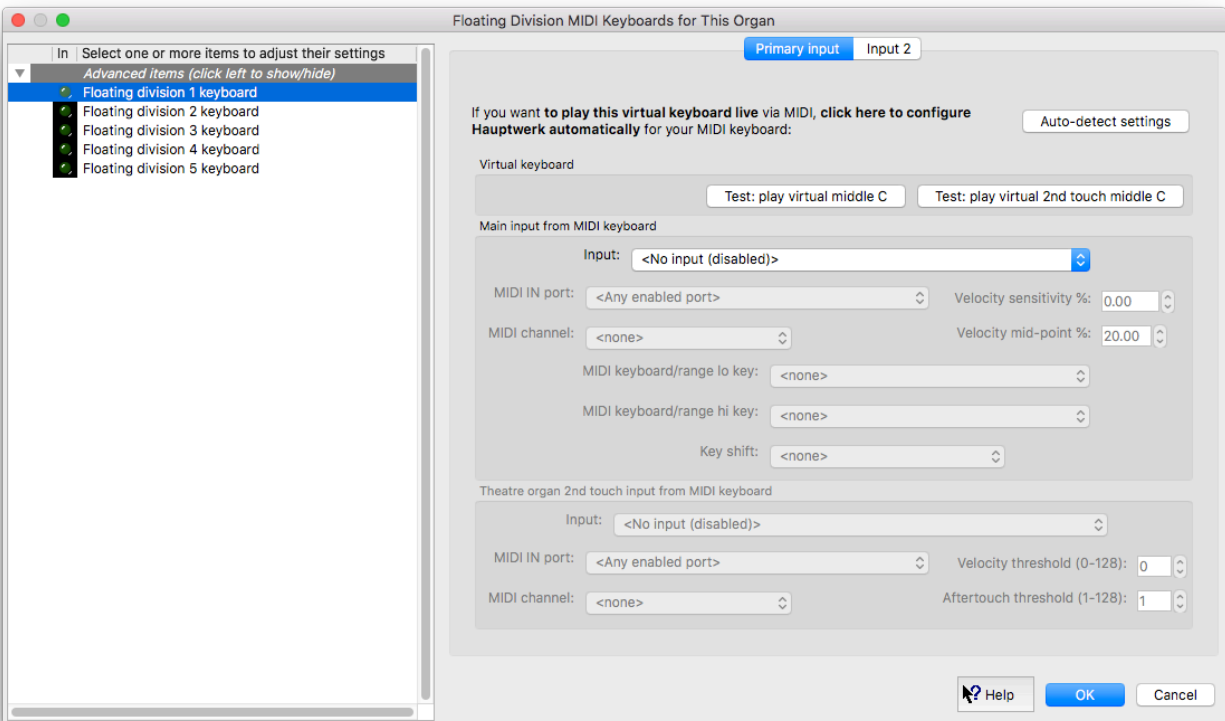 Floating Division MIDI Keyboards for This Organ
In Select one or more items to adjust their settings
Advanced items (click left to show/hide)
Floating division 1 keyboard
Floating division 2 keyboard
Floating division 3 keyboard
Floating division 4 keyboard
Floating division 5 keyboard
Primary input Input 2
If you want to play this virtual keyboard live via MIDI, click here to configure
Hauptwerk automatically for your MIDI keyboard:
Auto-detect settings
Virtual keyboard
Test: play virtual middle C Test: play virtual 2nd touch middle C
Main input from MIDI keyboard
Input: <No input (disabled)>
MIDI IN port: <Any enabled port> Velocity sensitivity %: 0.00
MIDI channel: <none> Velocity mid-point %: 20.00
MIDI keyboard/range lo key: <none>
MIDI keyboard/range hi key: <none>
Key shift: <none>
Theatre organ 2nd touch input from MIDI keyboard
Input: <No input (disabled)>
MIDI IN port: <Any enabled port> Velocity threshold (0-128): 0
MIDI channel: <none> Aftertouch threshold (1-128): 1
? Help OK Cancel